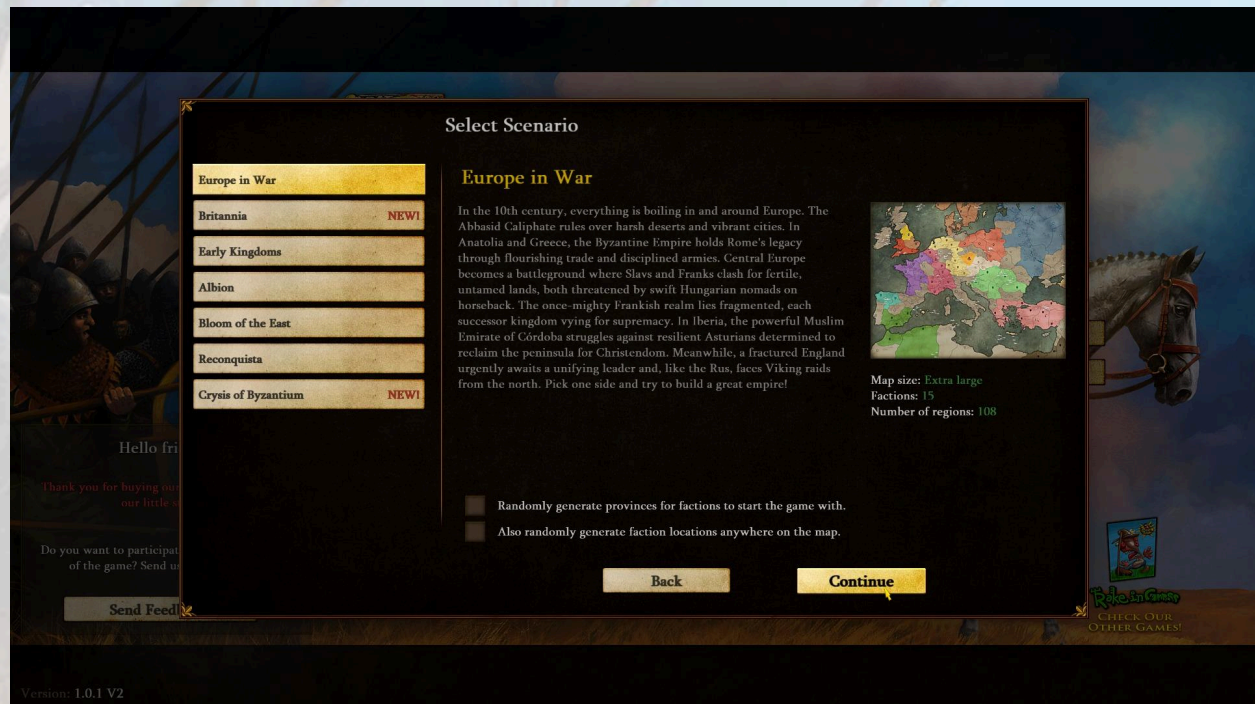 Select Scenario
Europe in War
Britannia NEW!
Early Kingdoms
Albion
Bloom of the East
Reconquista
Crysis of Byzantium NEW!
Europe in War
In the 10th century, everything is boiling in and around Europe. The
Abbasid Caliphate rules over harsh deserts and vibrant cities. In
Anatolia and Greece, the Byzantine Empire holds Rome's legacy
through flourishing trade and disciplined armies. Central Europe
becomes a battleground where Slavs and Franks clash for fertile,
untamed lands, both threatened by swift Hungarian nomads on
horseback. The once-mighty Frankish realm lies fragmented, each
successor kingdom vying for supremacy. In Iberia, the powerful Muslim
Emirate of Córdoba struggles against resilient Asturians determined to
reclaim the peninsula for Christendom. Meanwhile, a fractured England
urgently awaits a unifying leader and, like the Rus, faces Viking raids
from the north. Pick one side and try to build a great empire!
Map size: Extra large
Factions: 15
Number of regions: 108
Randomly generate provinces for factions to start the game with.
Also randomly generate faction locations anywhere on the map.
Back
Continue
Hello fri
Thank you for buying our
our little s
Do you want to participat
of the game? Send us
Send Feedb
CHECK OUR
OTHER GAMES!
Version: 1.0.1 V2